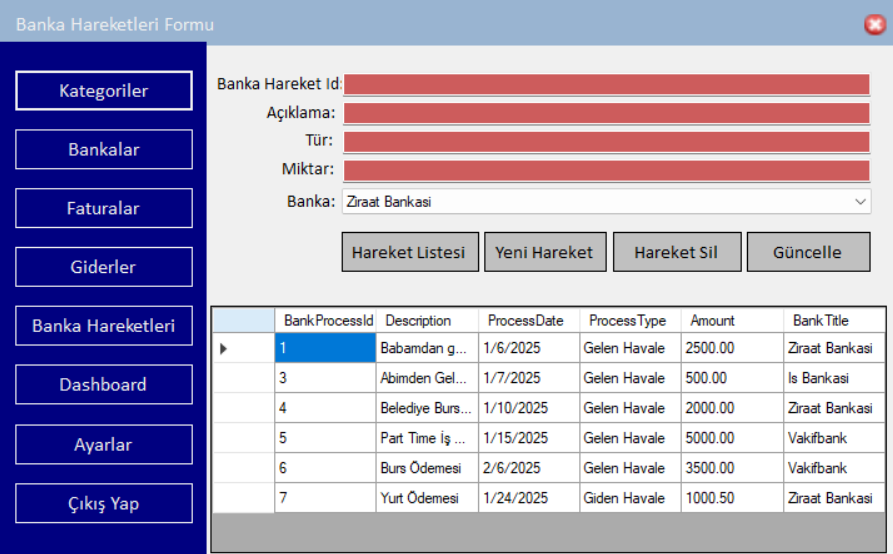 Banka Hareketleri Formu
Kategoriler
Bankalar
Faturalar
Giderler
Banka Hareketleri
Dashboard
Ayarlar
Çıkış Yap
Banka Hareket Id:
Açıklama:
Tür:
Miktar:
Banka: Ziraat Bankasi
Hareket Listesi Yeni Hareket Hareket Sil Güncelle
BankProcessId Description ProcessDate ProcessType Amount BankTitle
1 Babamdan g... 1/6/2025 Gelen Havale 2500.00 Ziraat Bankasi
3 Abimden Gel... 1/7/2025 Gelen Havale 500.00 Is Bankasi
4 Belediye Burs... 1/10/2025 Gelen Havale 2000.00 Ziraat Bankasi
5 Part Time İş ... 1/15/2025 Gelen Havale 5000.00 Vakifbank
6 Burs Ödemesi 2/6/2025 Gelen Havale 3500.00 Vakifbank
7 Yurt Ödemesi 1/24/2025 Giden Havale 1000.50 Ziraat Bankasi